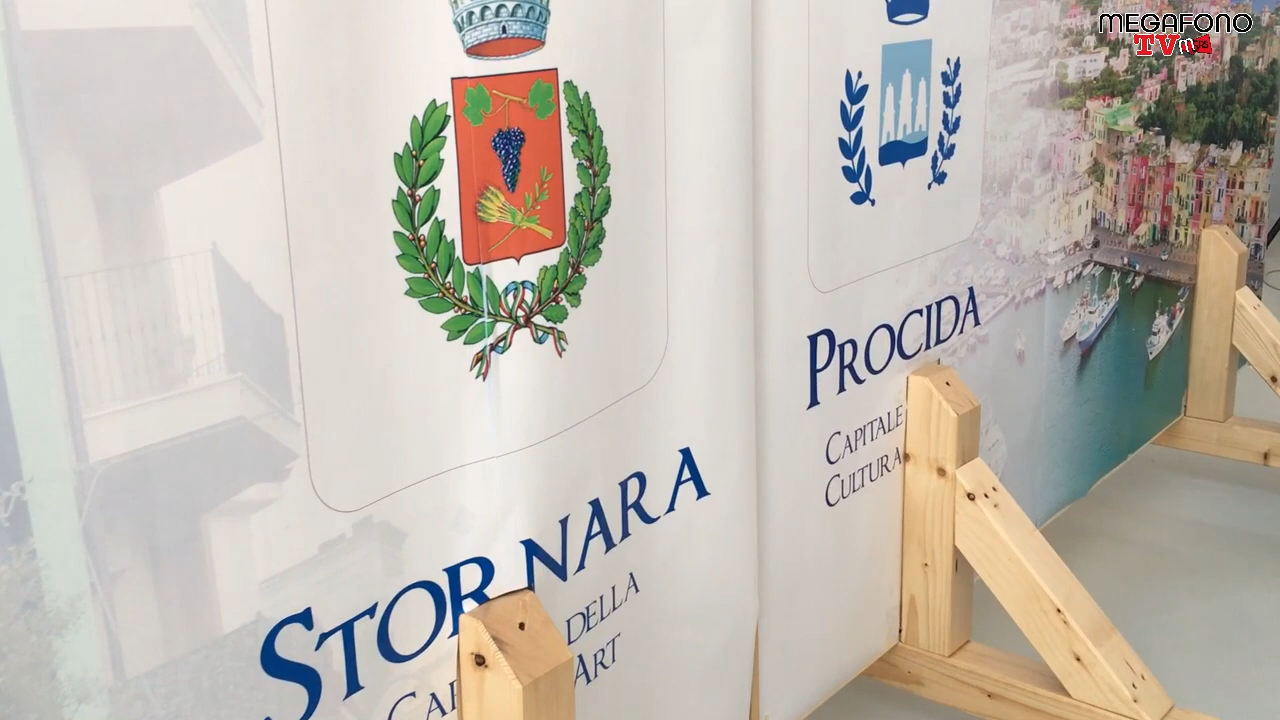 MEGAFONO
TV
STORNARA
DELLA
ART
PROCIDA
CAPITALE
CULTURA